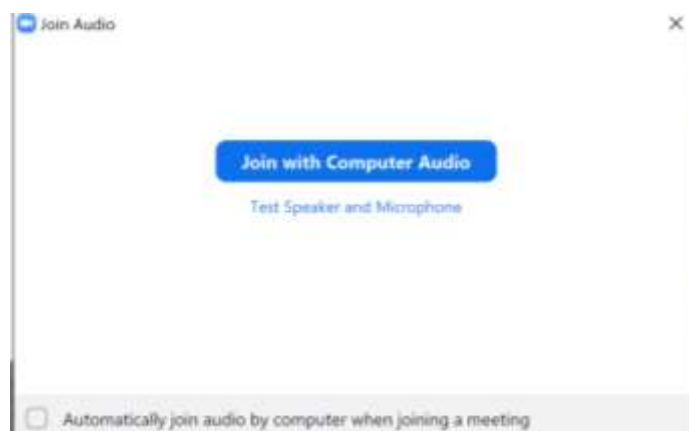 Join Audio
Join with Computer Audio
Test Speaker and Microphone
Automatically join audio by computer when joining a meeting